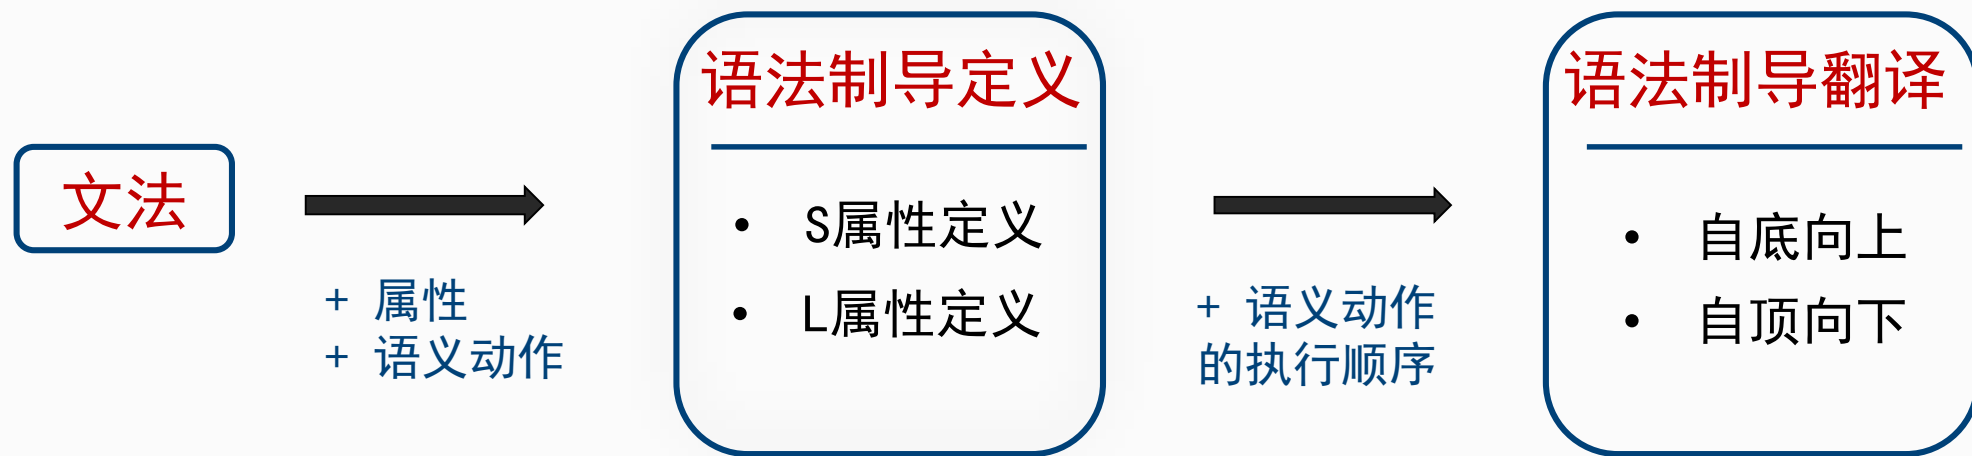 文法
+ 属性
+ 语义动作
语法制导定义
• S属性定义
• L属性定义
+ 语义动作
的执行顺序
语法制导翻译
• 自底向上
• 自顶向下